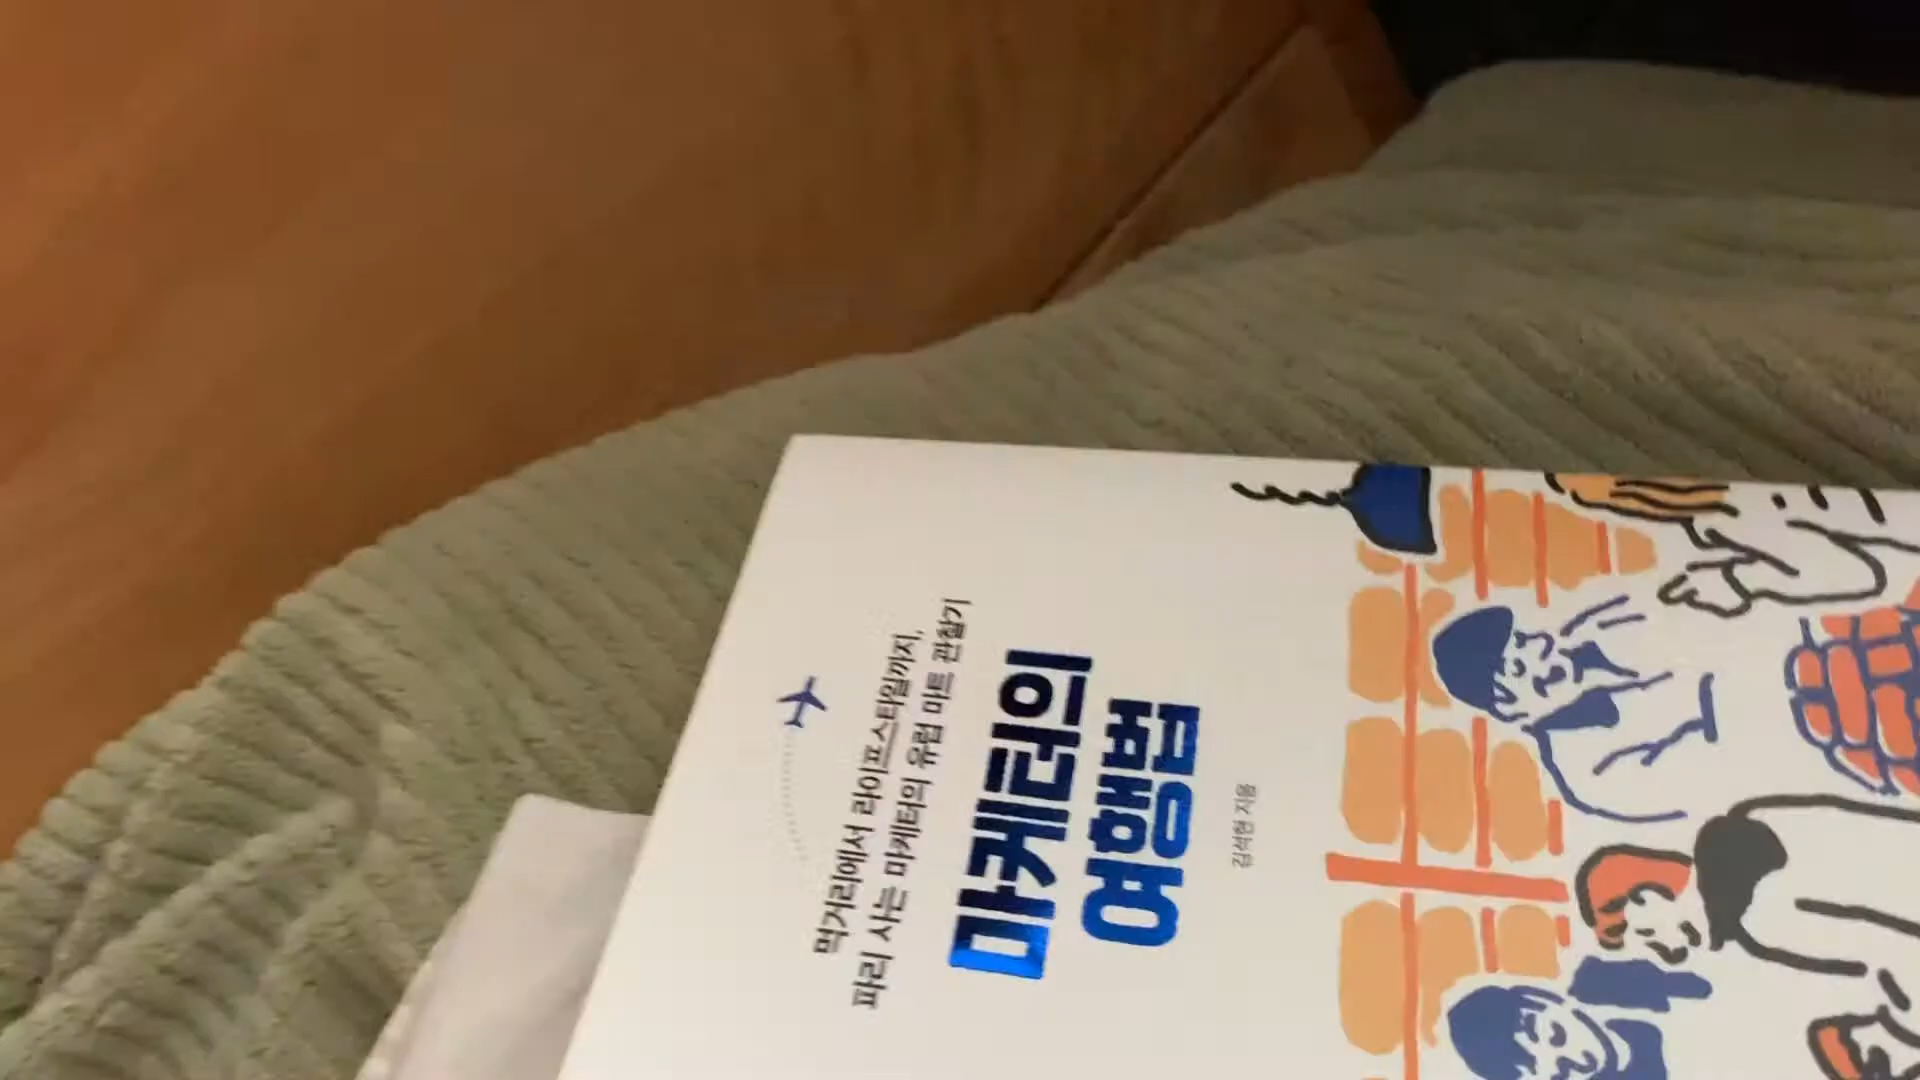 먹거리에서 라이프스타일까지,
파리 사는 마케터의 유럽 마트 관찰기
마케터의
여행법
김석현 지음